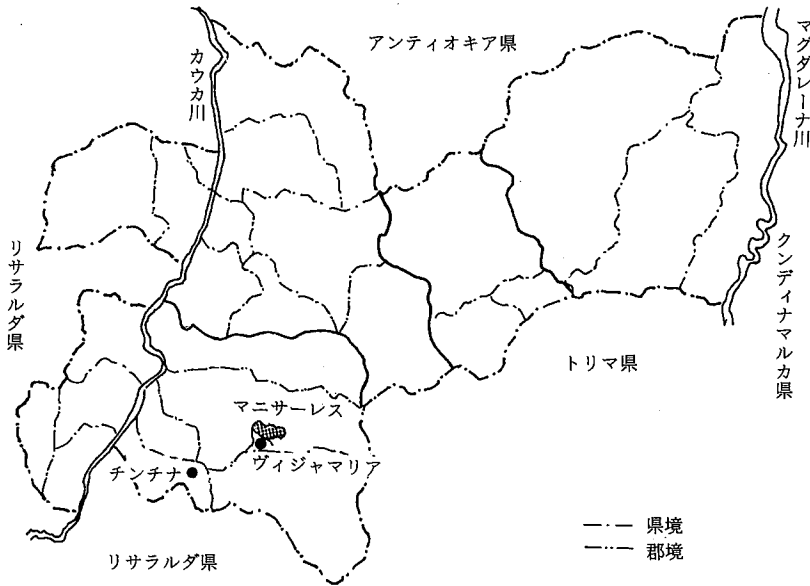 アンティオキア県
マグダレーナ川
カウカ川
リサラルダ県
クンディナマルカ県
トリマ県
マニサーレス
ヴィジャマリア
チンチナ
リサラルダ県
県境
郡境